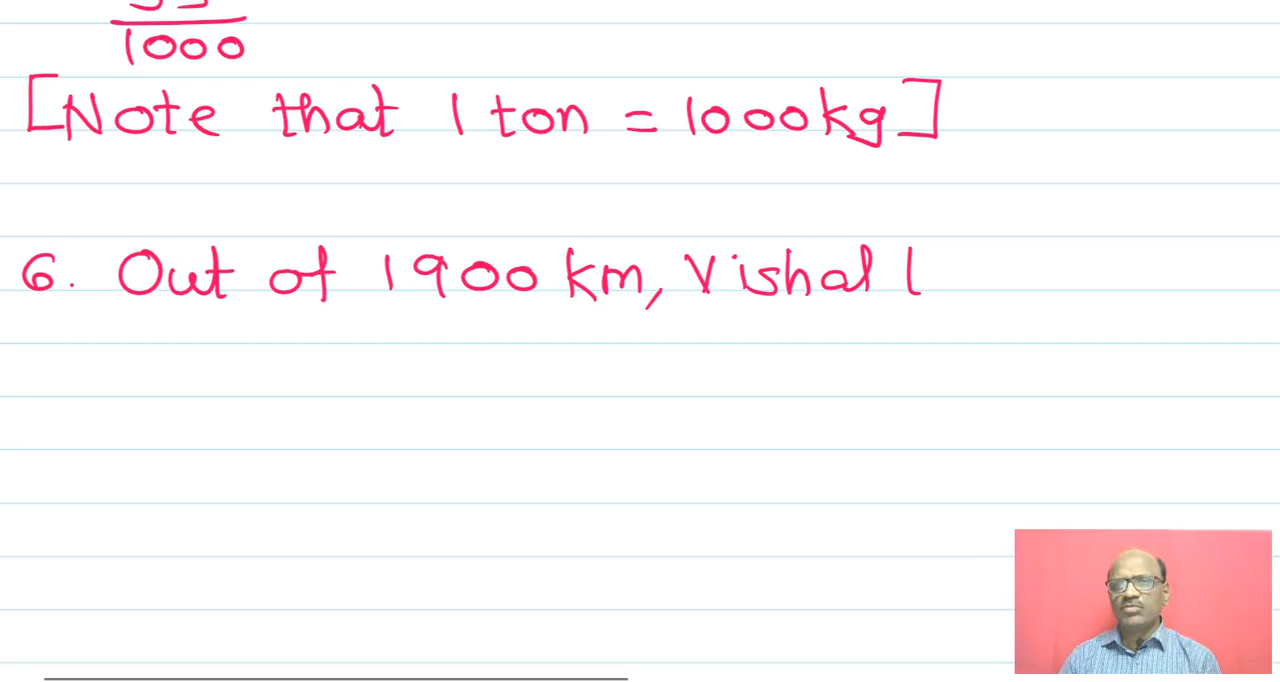 1000
[Note that 1 ton = 1000kg]
6. Out of 1900 km, Vishal